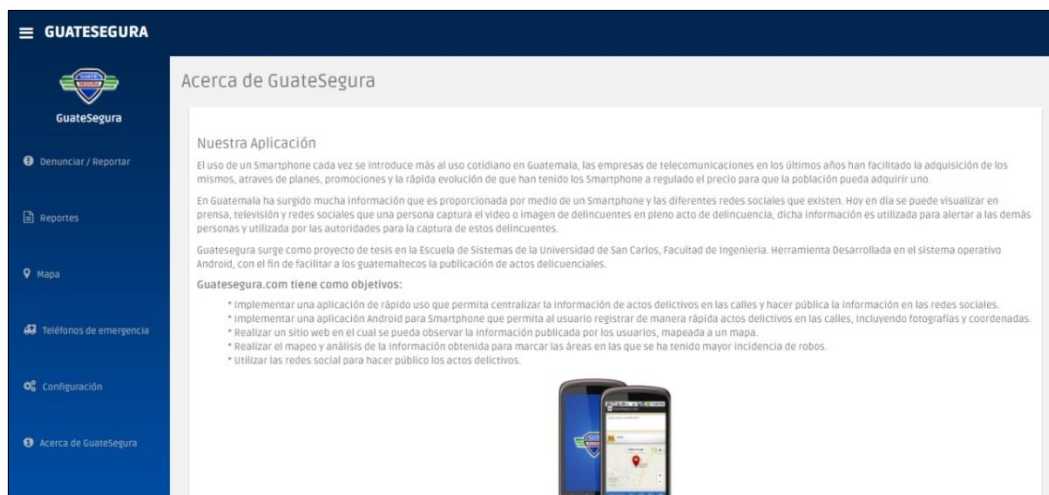 GUATESEGURA
GUATE
SEGURA
GuateSegura
Denunciar / Reportar
Reportes
Mapa
Teléfonos de emergencia
Configuración
Acerca de GuateSegura
Acerca de GuateSegura
Nuestra Aplicación
El uso de un Smartphone cada vez se introduce más al uso cotidiano en Guatemala, las empresas de telecomunicaciones en los últimos años han facilitado la adquisición de los
mismos, atraves de planes, promociones y la rápida evolución de que han tenido los Smartphone a regulado el precio para que la población pueda adquirir uno.
En Guatemala ha surgido mucha información que es proporcionada por medio de un Smartphone y las diferentes redes sociales que existen. Hoy en día se puede visualizar en
prensa, televisión y redes sociales que una persona captura el video o imagen de delincuentes en pleno acto de delincuencia, dicha información es utilizada para alertar a las demás
personas y utilizada por las autoridades para la captura de estos delincuentes.
Guatesegura surge como proyecto de tesis en la Escuela de Sistemas de la Universidad de San Carlos, Facultad de Ingeniería. Herramienta Desarrollada en el sistema operativo
Android, con el fin de facilitar a los guatemaltecos la publicación de actos delicuenciales.
Guatesegura.com tiene como objetivos:
* Implementar una aplicación de rápido uso que permita centralizar la información de actos delictivos en las calles y hacer pública la información en las redes sociales.
* Implementar una aplicación Android para Smartphone que permita al usuario registrar de manera rápida actos delictivos en las calles, incluyendo fotografías y coordenadas.
* Realizar un sitio web en el cual se pueda observar la información publicada por los usuarios, mapeada a un mapa.
* Realizar el mapeo y análisis de la información obtenida para marcar las áreas en las que se ha tenido mayor incidencia de robos.
* Utilizar las redes social para hacer público los actos delictivos.